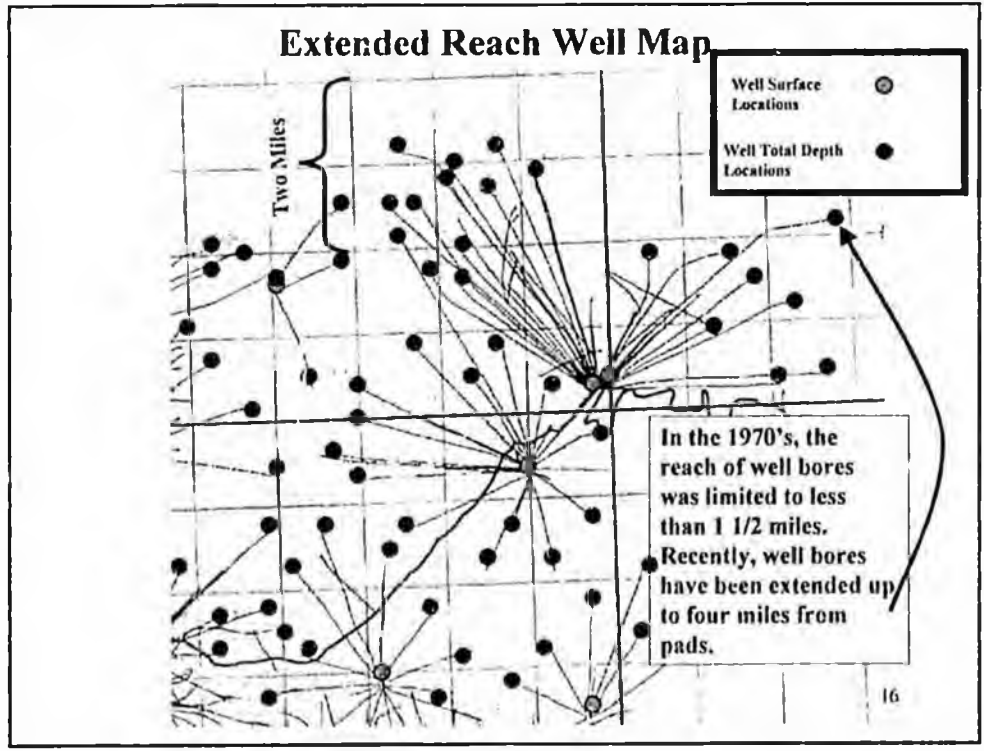 Extended Reach Well Map
Well Surface
Locations
Well Total Depth
Locations
Two Miles
In the 1970's, the
reach of well bores
was limited to less
than 1 1/2 miles.
Recently, well bores
have been extended up
to four miles from
pads.
16